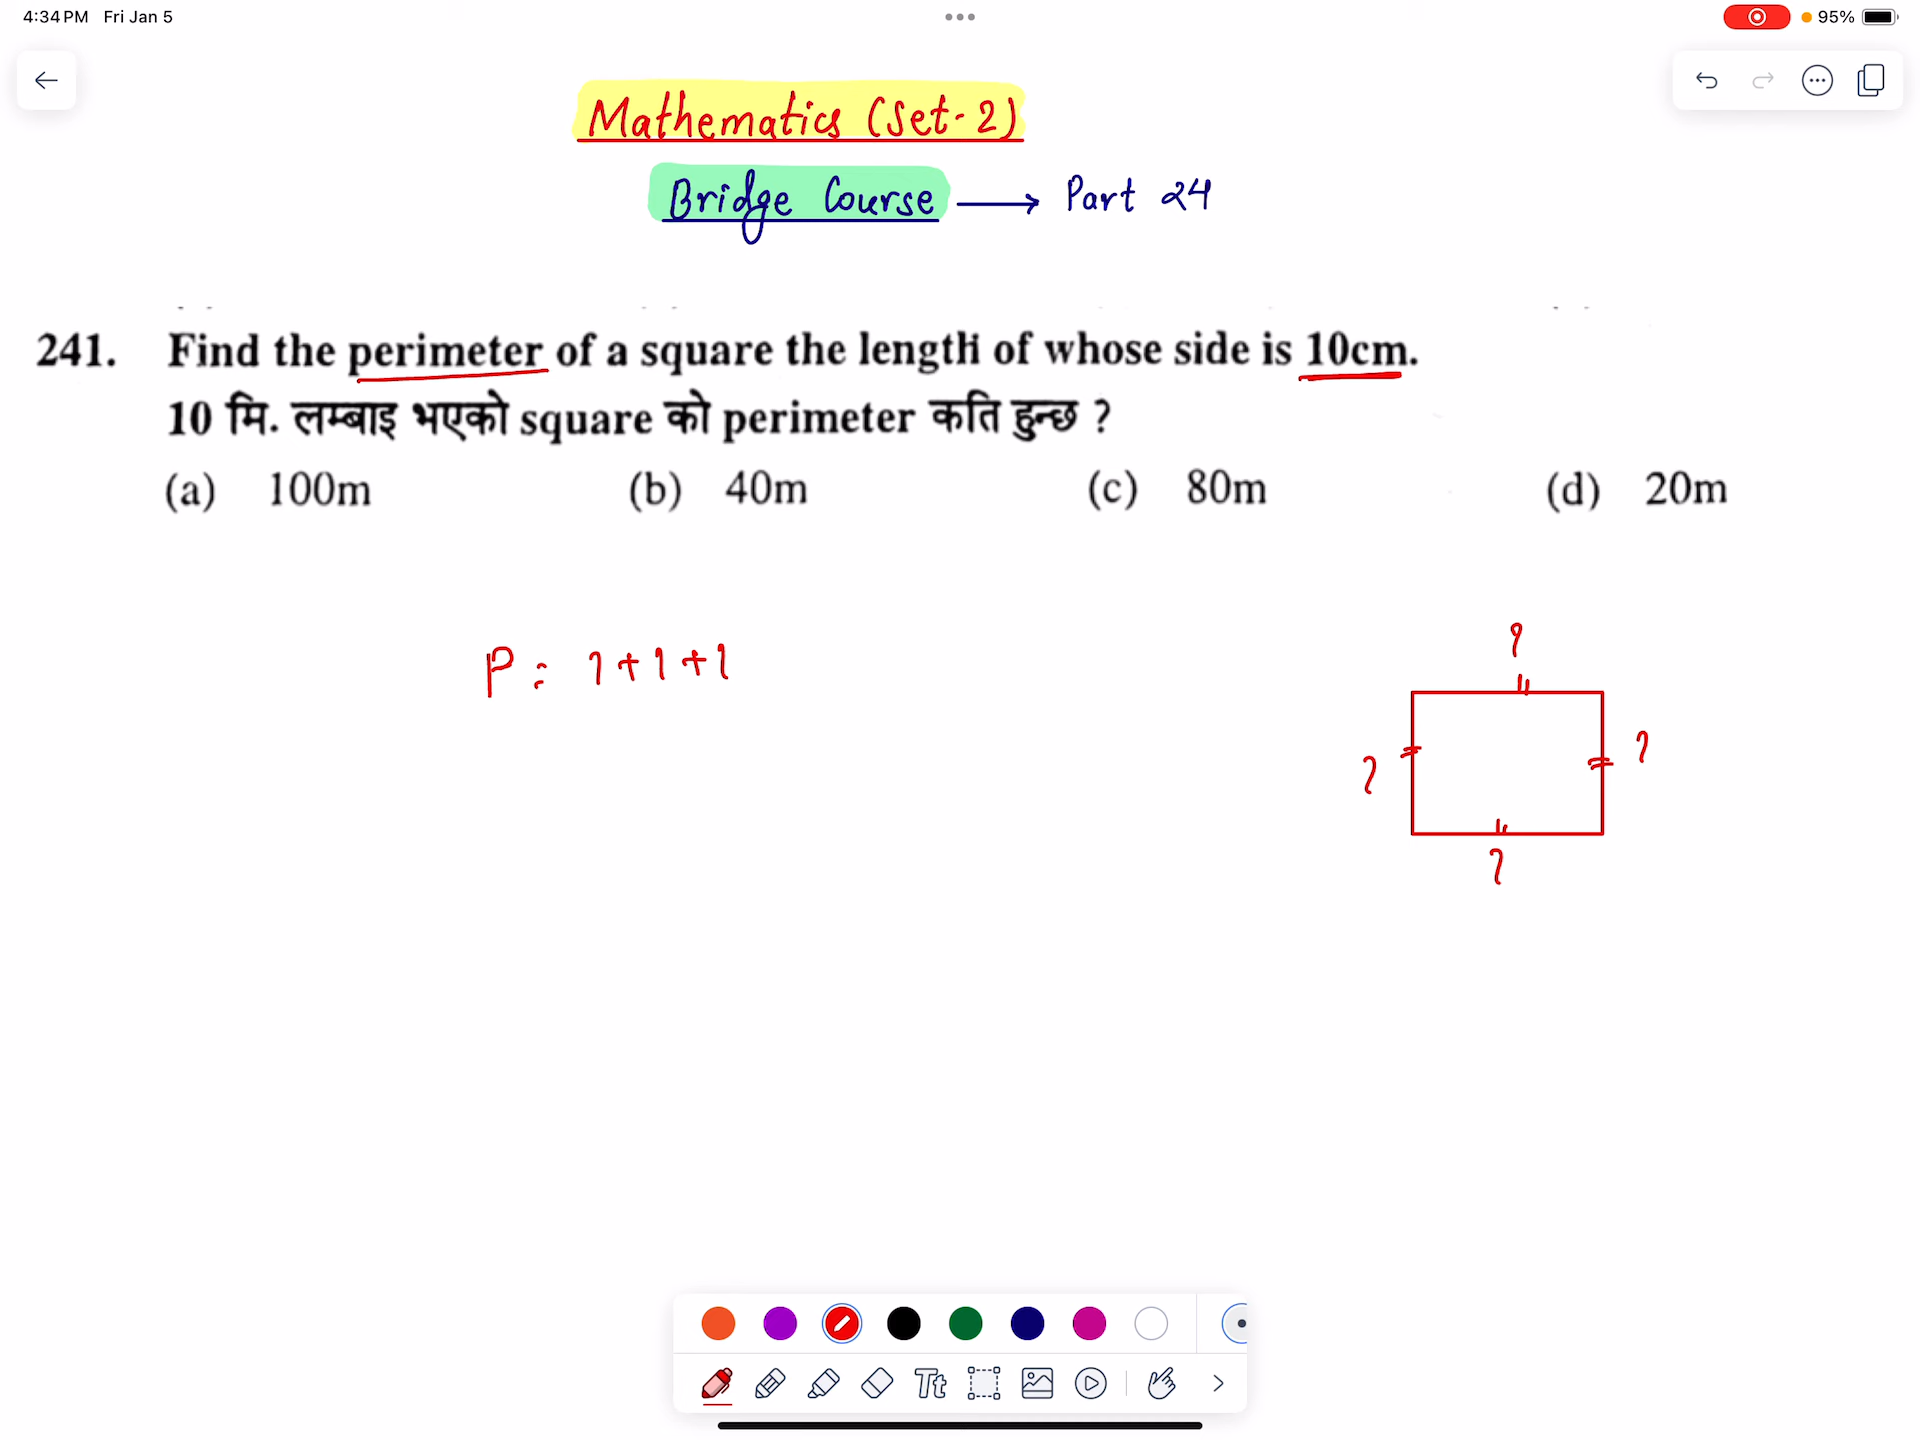 4:34 PM Fri Jan 5
95%
Mathematics (Set-2)
Bridge Course → Part 24
241. Find the perimeter of a square the length of whose side is 10cm.
10 मि. लम्बाइ भएको square को perimeter कति हुन्छ ?
(a) 100m (b) 40m (c) 80m (d) 20m
P = l + l + l
l
l
l
l
Tt